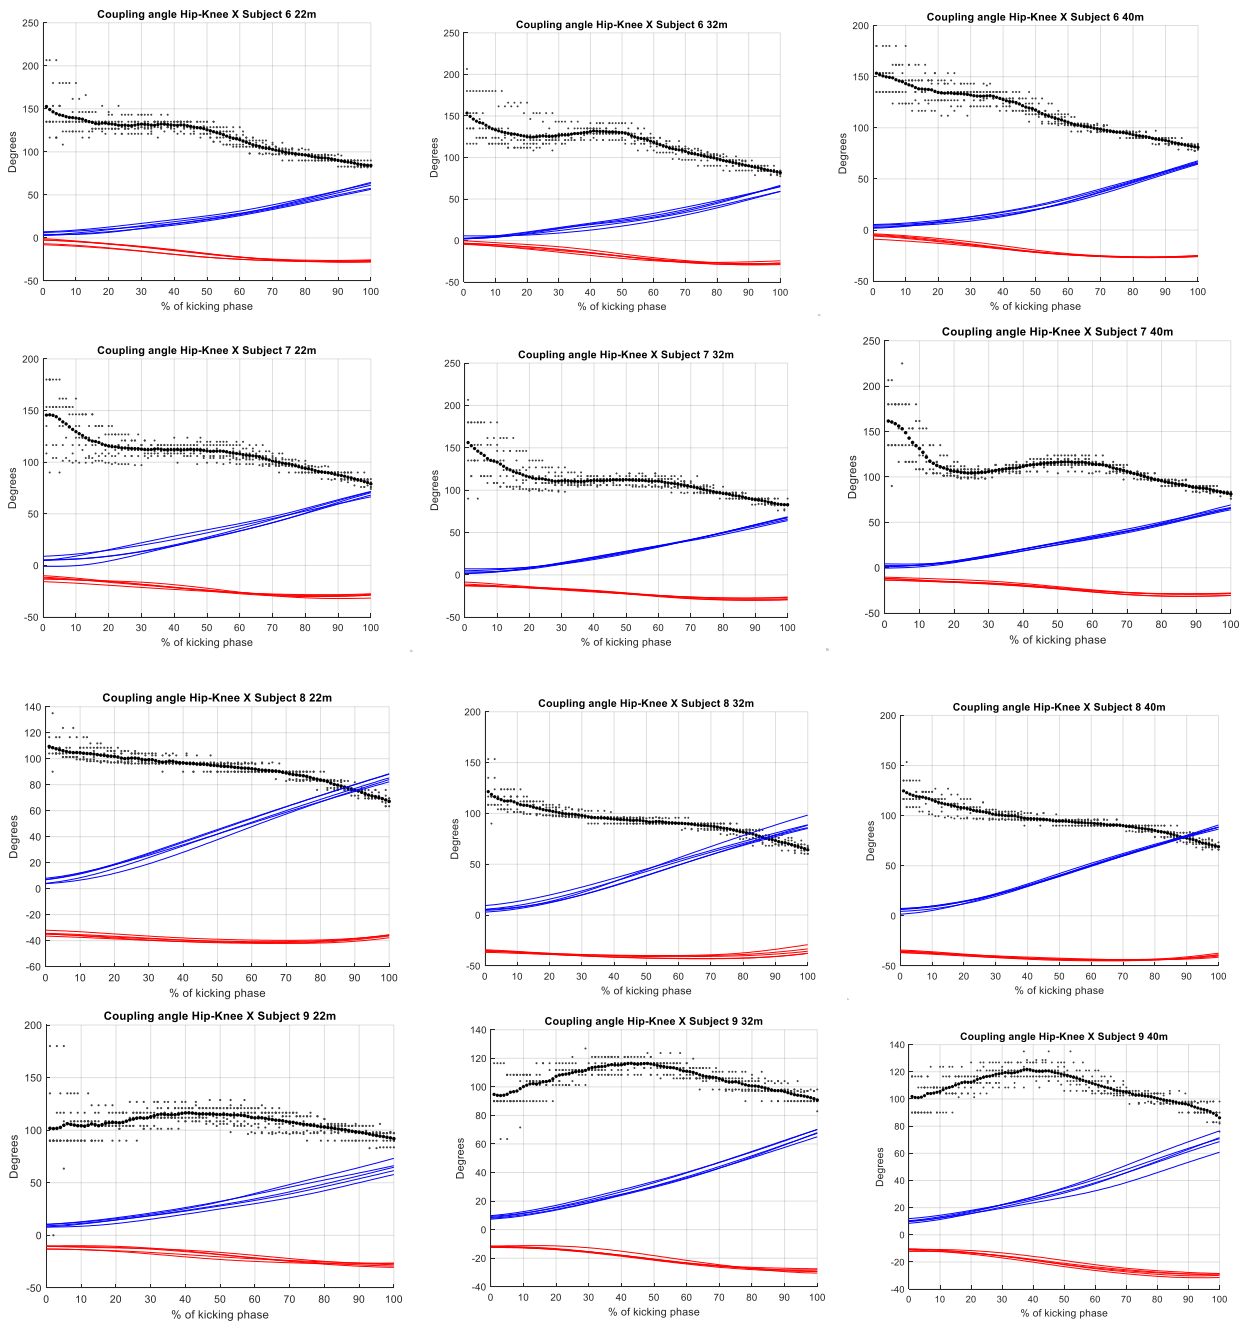 Coupling angle Hip-Knee X Subject 6 22m
250
200
150
100
50
0
-50
Degrees
0 10 20 30 40 50 60 70 80 90 100
% of kicking phase
Coupling angle Hip-Knee X Subject 6 32m
250
200
150
100
50
0
-50
Degrees
0 10 20 30 40 50 60 70 80 90 100
% of kicking phase
Coupling angle Hip-Knee X Subject 6 40m
200
150
100
50
0
-50
Degrees
0 10 20 30 40 50 60 70 80 90 100
% of kicking phase
Coupling angle Hip-Knee X Subject 7 22m
200
150
100
50
0
-50
Degrees
0 10 20 30 40 50 60 70 80 90 100
% of kicking phase
Coupling angle Hip-Knee X Subject 7 32m
250
200
150
100
50
0
-50
Degrees
0 10 20 30 40 50 60 70 80 90 100
% of kicking phase
Coupling angle Hip-Knee X Subject 7 40m
250
200
150
100
50
0
-50
Degrees
0 10 20 30 40 50 60 70 80 90 100
% of kicking phase
Coupling angle Hip-Knee X Subject 8 22m
140
120
100
80
60
40
20
0
-20
-40
-60
Degrees
0 10 20 30 40 50 60 70 80 90 100
% of kicking phase
Coupling angle Hip-Knee X Subject 8 32m
200
150
100
50
0
-50
Degrees
0 10 20 30 40 50 60 70 80 90 100
% of kicking phase
Coupling angle Hip-Knee X Subject 8 40m
200
150
100
50
0
-50
Degrees
0 10 20 30 40 50 60 70 80 90 100
% of kicking phase
Coupling angle Hip-Knee X Subject 9 22m
200
150
100
50
0
-50
Degrees
0 10 20 30 40 50 60 70 80 90 100
% of kicking phase
Coupling angle Hip-Knee X Subject 9 32m
140
120
100
80
60
40
20
0
-20
-40
Degrees
0 10 20 30 40 50 60 70 80 90 100
% of kicking phase
Coupling angle Hip-Knee X Subject 9 40m
140
120
100
80
60
40
20
0
-20
-40
Degrees
0 10 20 30 40 50 60 70 80 90 100
% of kicking phase